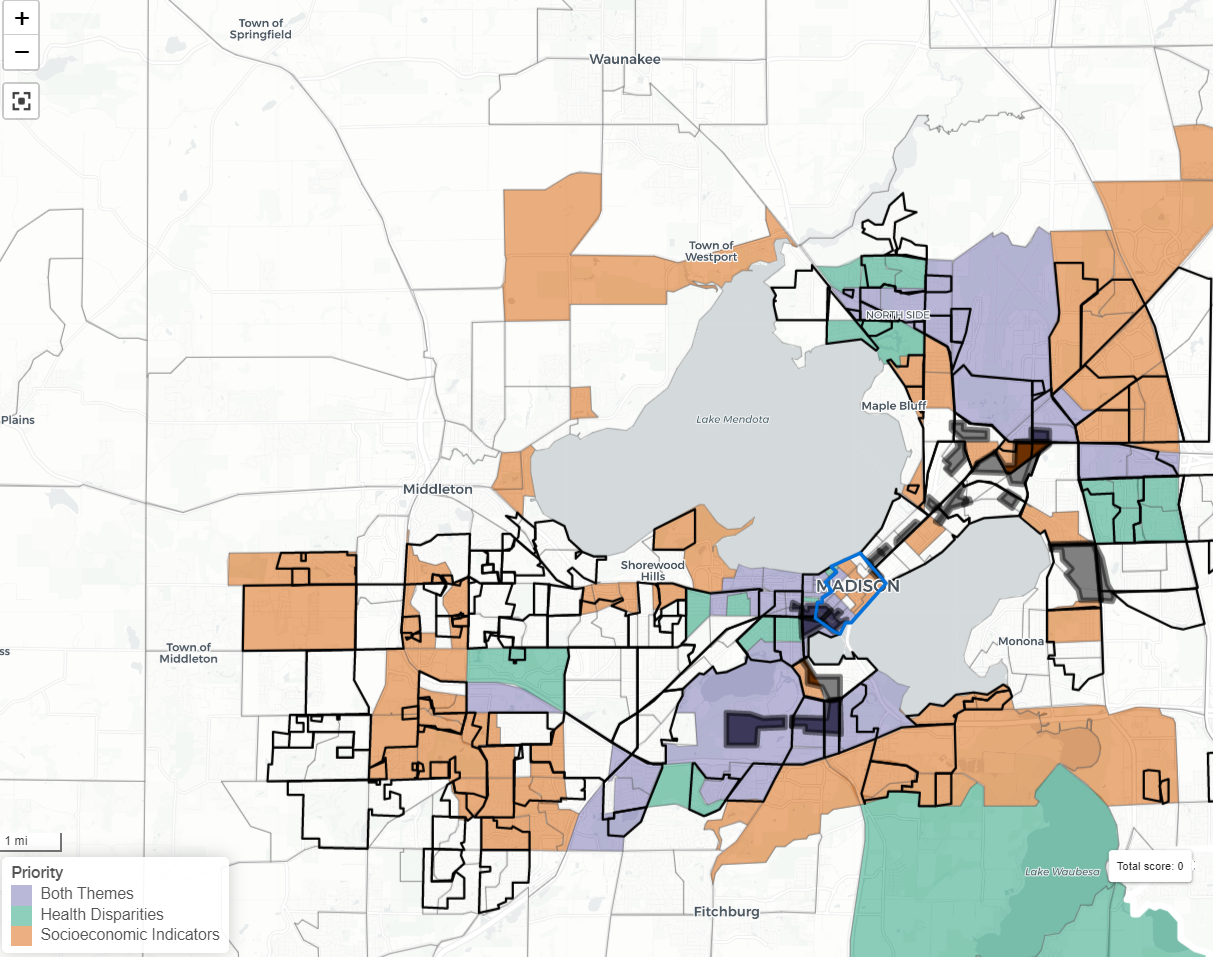 +
−
Town of
Springfield
Waunakee
Town of
Westport
NORTH SIDE
Maple Bluff
Lake Mendota
Plains
Middleton
Shorewood
Hills
MADISON
ss
Town of
Middleton
Monona
1 mi
Priority
Both Themes
Health Disparities
Socioeconomic Indicators
Fitchburg
Lake Waubesa
Total score: 0